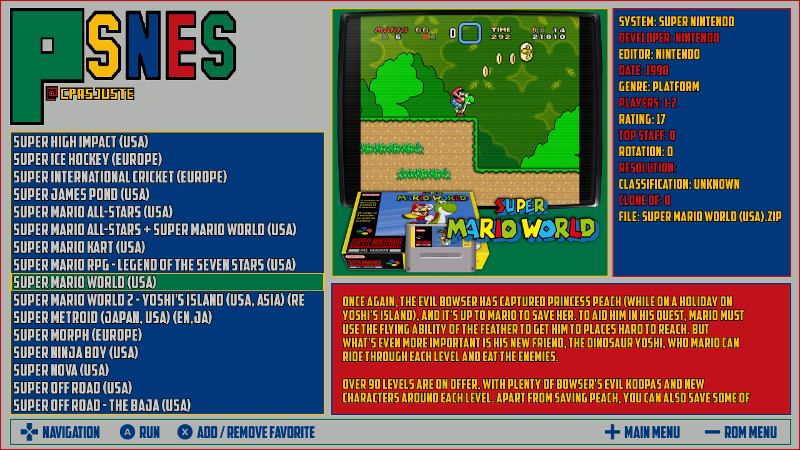 PSNES
@CPASJUSTE
SUPER HIGH IMPACT (USA)
SUPER ICE HOCKEY (EUROPE)
SUPER INTERNATIONAL CRICKET (EUROPE)
SUPER JAMES POND (USA)
SUPER MARIO ALL-STARS (USA)
SUPER MARIO ALL-STARS + SUPER MARIO WORLD (USA)
SUPER MARIO KART (USA)
SUPER MARIO RPG - LEGEND OF THE SEVEN STARS (USA)
SUPER MARIO WORLD (USA)
SUPER MARIO WORLD 2 - YOSHI'S ISLAND (USA, ASIA) (RE
SUPER METROID (JAPAN, USA) (EN,JA)
SUPER MORPH (EUROPE)
SUPER NINJA BOY (USA)
SUPER NOVA (USA)
SUPER OFF ROAD (USA)
SUPER OFF ROAD - THE BAJA (USA)
MARIO TIME
X 6 0 292 X 14 21810
MARIO WORLD
SUPER
MARIO WORLD
SYSTEM: SUPER NINTENDO
DEVELOPER: NINTENDO
EDITOR: NINTENDO
DATE: 1990
GENRE: PLATFORM
PLAYERS: 1-2
RATING: 17
TOP STAFF: 0
ROTATION: 0
RESOLUTION:
CLASSIFICATION: UNKNOWN
CLONE OF: 0
FILE: SUPER MARIO WORLD (USA).ZIP
ONCE AGAIN, THE EVIL BOWSER HAS CAPTURED PRINCESS PEACH (WHILE ON A HOLIDAY ON
YOSHI'S ISLAND), AND IT'S UP TO MARIO TO SAVE HER. TO AID HIM IN HIS QUEST, MARIO MUST
USE THE FLYING ABILITY OF THE FEATHER TO GET HIM TO PLACES HARD TO REACH. BUT
WHAT'S EVEN MORE IMPORTANT IS HIS NEW FRIEND, THE DINOSAUR YOSHI, WHO MARIO CAN
RIDE THROUGH EACH LEVEL AND EAT THE ENEMIES.
OVER 90 LEVELS ARE ON OFFER, WITH PLENTY OF BOWSER'S EVIL KOOPAS AND NEW
CHARACTERS AROUND EACH LEVEL. APART FROM SAVING PEACH, YOU CAN ALSO SAVE SOME OF
NAVIGATION A RUN X ADD / REMOVE FAVORITE + MAIN MENU - ROM MENU